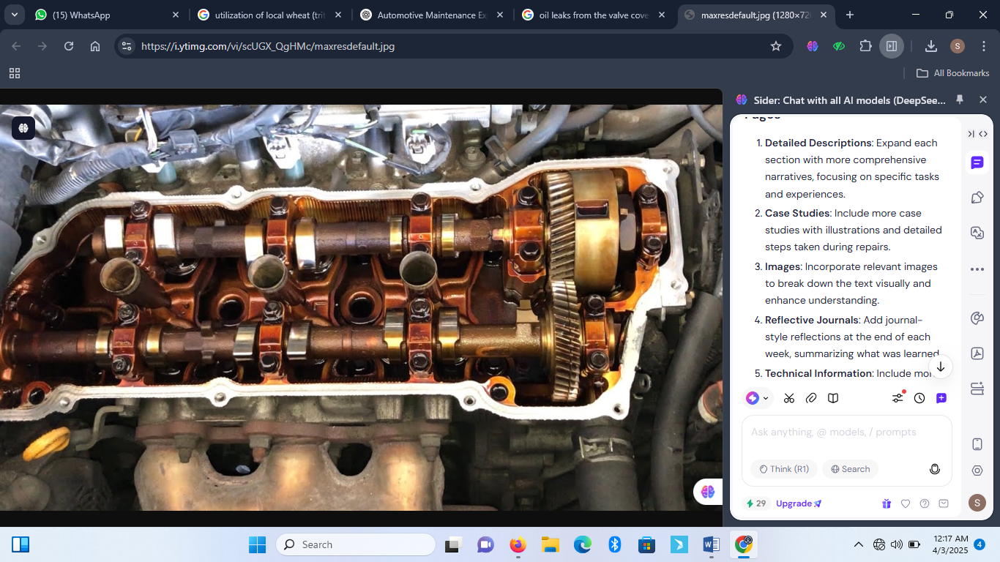 (15) WhatsApp
utilization of local wheat (trit
Automotive Maintenance Ex
oil leaks from the valve cove
maxresdefault.jpg (1280×720
https://i.ytimg.com/vi/scUGX_QgHMc/maxresdefault.jpg
S
All Bookmarks
Sider: Chat with all AI models (DeepSee...
Pages
1. Detailed Descriptions: Expand each
section with more comprehensive
narratives, focusing on specific tasks
and experiences.
2. Case Studies: Include more case
studies with illustrations and detailed
steps taken during repairs.
3. Images: Incorporate relevant images
to break down the text visually and
enhance understanding.
4. Reflective Journals: Add journal-
style reflections at the end of each
week, summarizing what was learned
5. Technical Information: Include mo
Ask anything, @ models, / prompts
Think (R1)
Search
29
Upgrade
S
Search
12:17 AM
4/3/2025
4